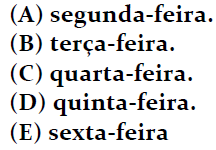 (A) segunda-feira.
(B) terça-feira.
(C) quarta-feira.
(D) quinta-feira.
(E) sexta-feira